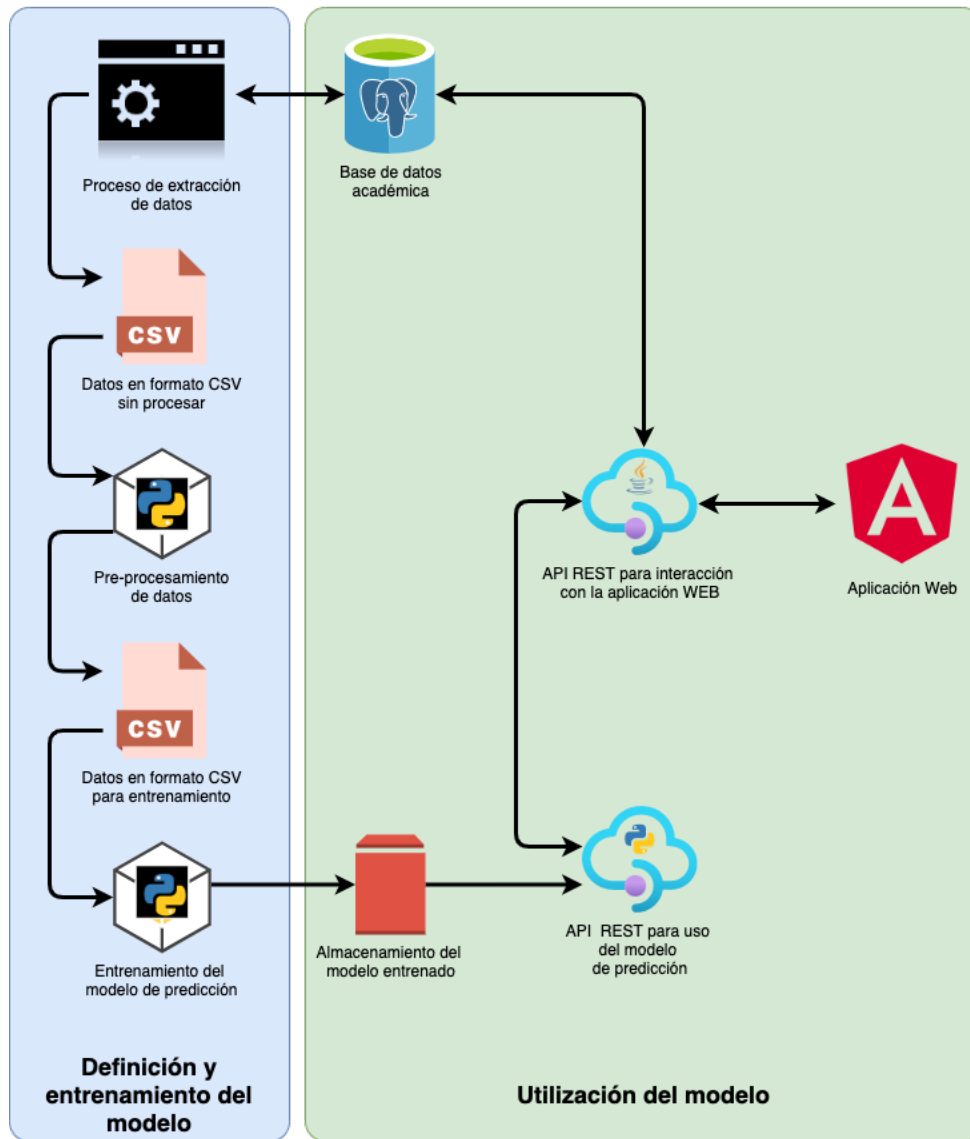 Proceso de extracción
de datos
Base de datos
académica
CSV
Datos en formato CSV
sin procesar
Pre-procesamiento
de datos
API REST para interacción
con la aplicación WEB
A
Aplicación Web
CSV
Datos en formato CSV
para entrenamiento
Entrenamiento del
modelo de predicción
Almacenamiento del
modelo entrenado
API REST para uso
del modelo
de predicción
Definición y
entrenamiento del
modelo
Utilización del modelo